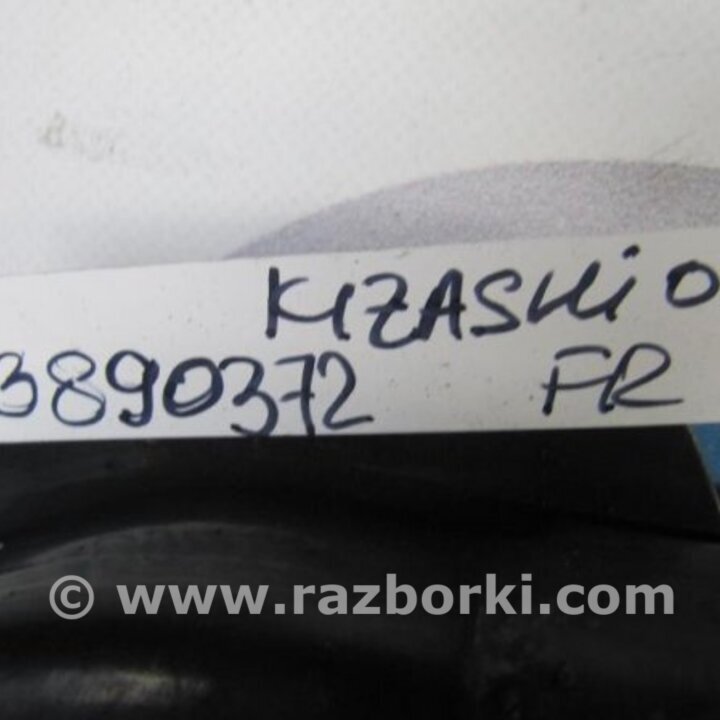 KIZASHI 0
3890372 FR
© www.razborki.com